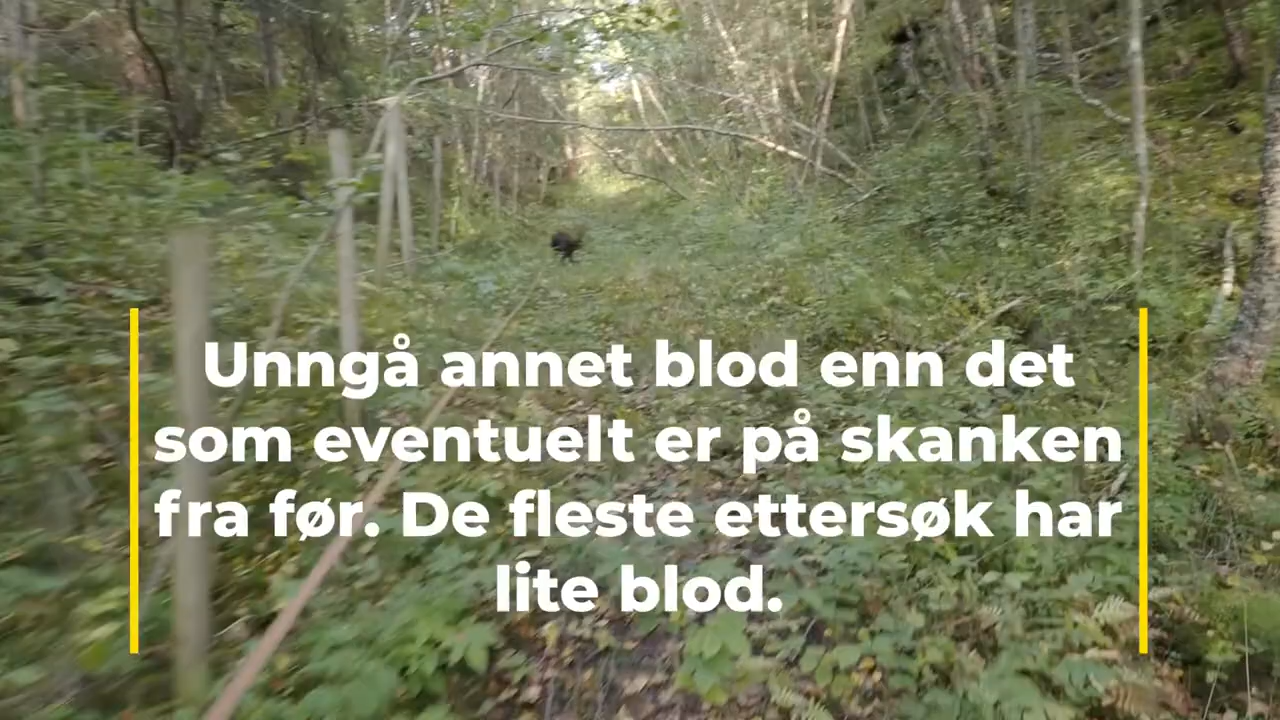 Unngå annet blod enn det
som eventuelt er på skanken
fra før. De fleste ettersøk har
lite blod.